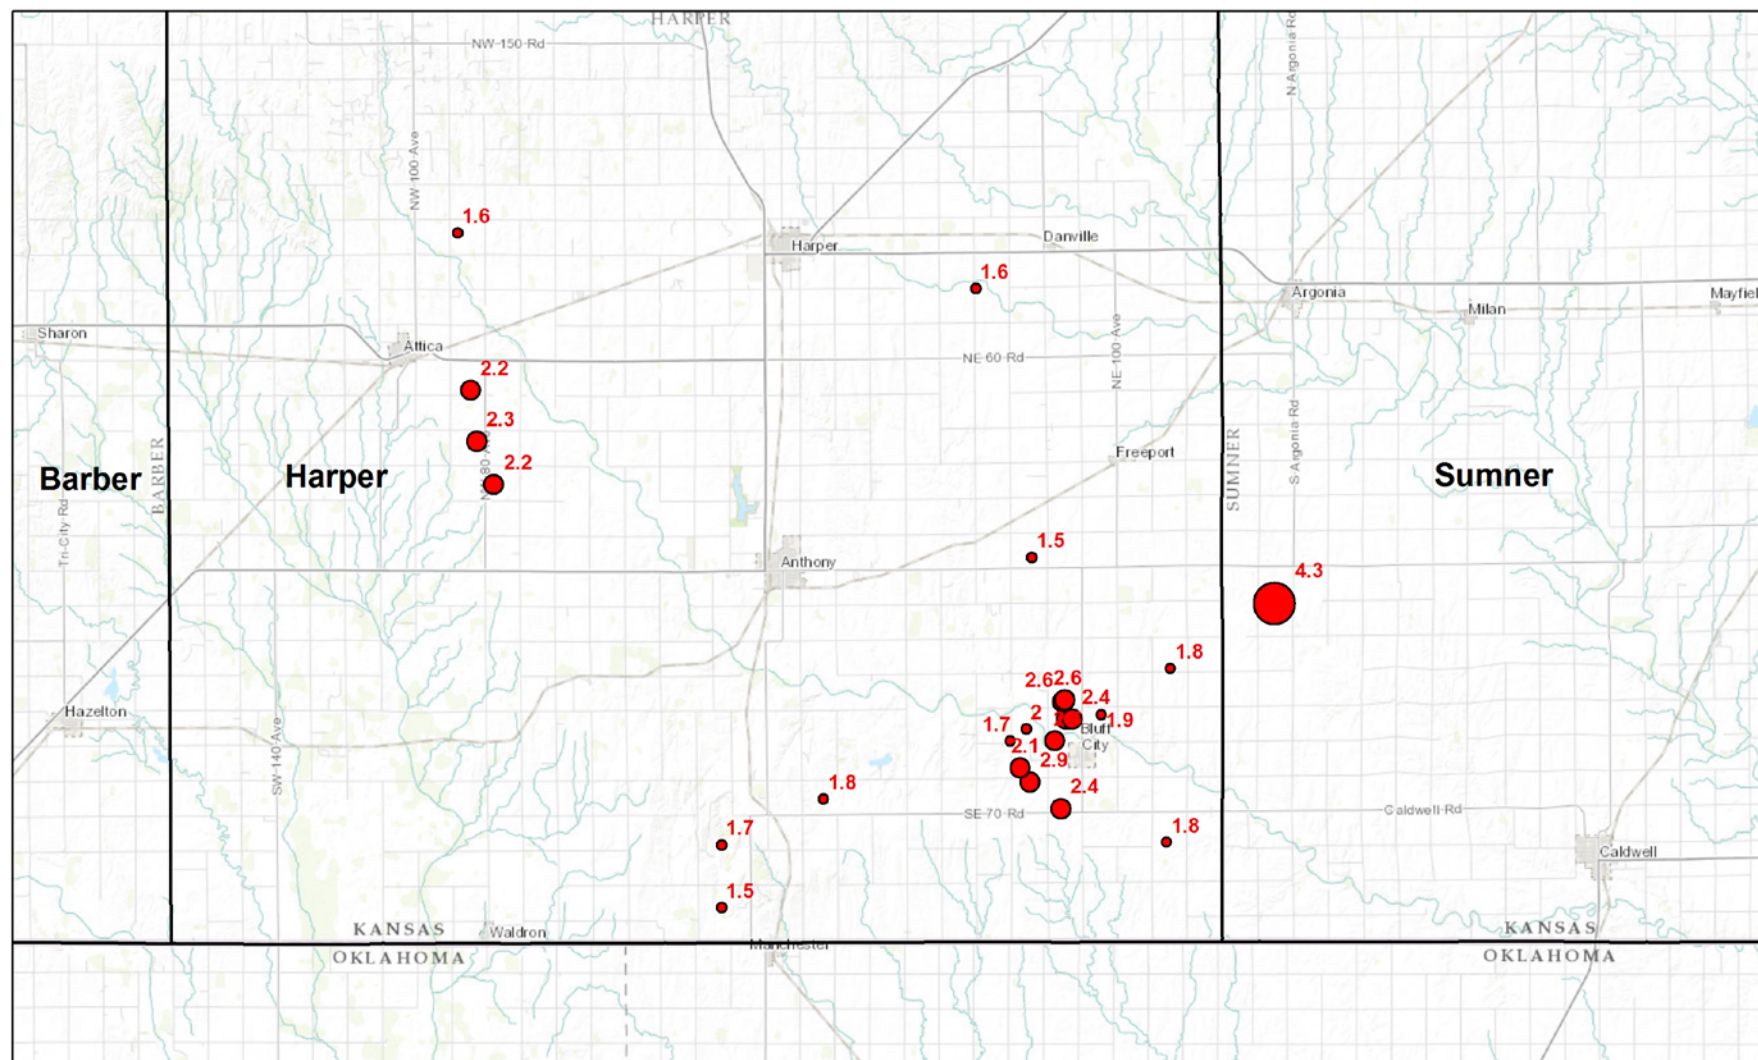 HARPER
NW 150 Rd
N Argonia Rd
NW 100 Ave
1.6
Harper
Danville
1.6
Argonia
Milan
Sharon
Attica
NE 60 Rd
NE 100 Ave
2.2
2.3
S Argonia Rd
Freeport
2.2
Barber
BARBER
Harper
SUMNER
Sumner
Tri-City Rd
1.5
Anthony
4.3
1.8
2.6
2.6
2.4
Hazelton
1.7
2
1.9
Bluff
City
2.1
2.9
SW 140 Ave
1.8
2.4
SE 70 Rd
Caldwell Rd
1.7
1.8
Caldwell
1.5
KANSAS
Waldron
KANSAS
OKLAHOMA
Manchester
OKLAHOMA